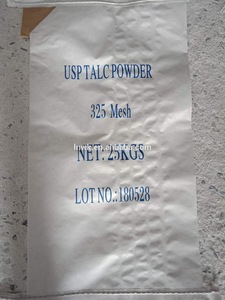 USP TALC POWDER
325 Mesh
NET: 25KGS
LOT NO.:180528